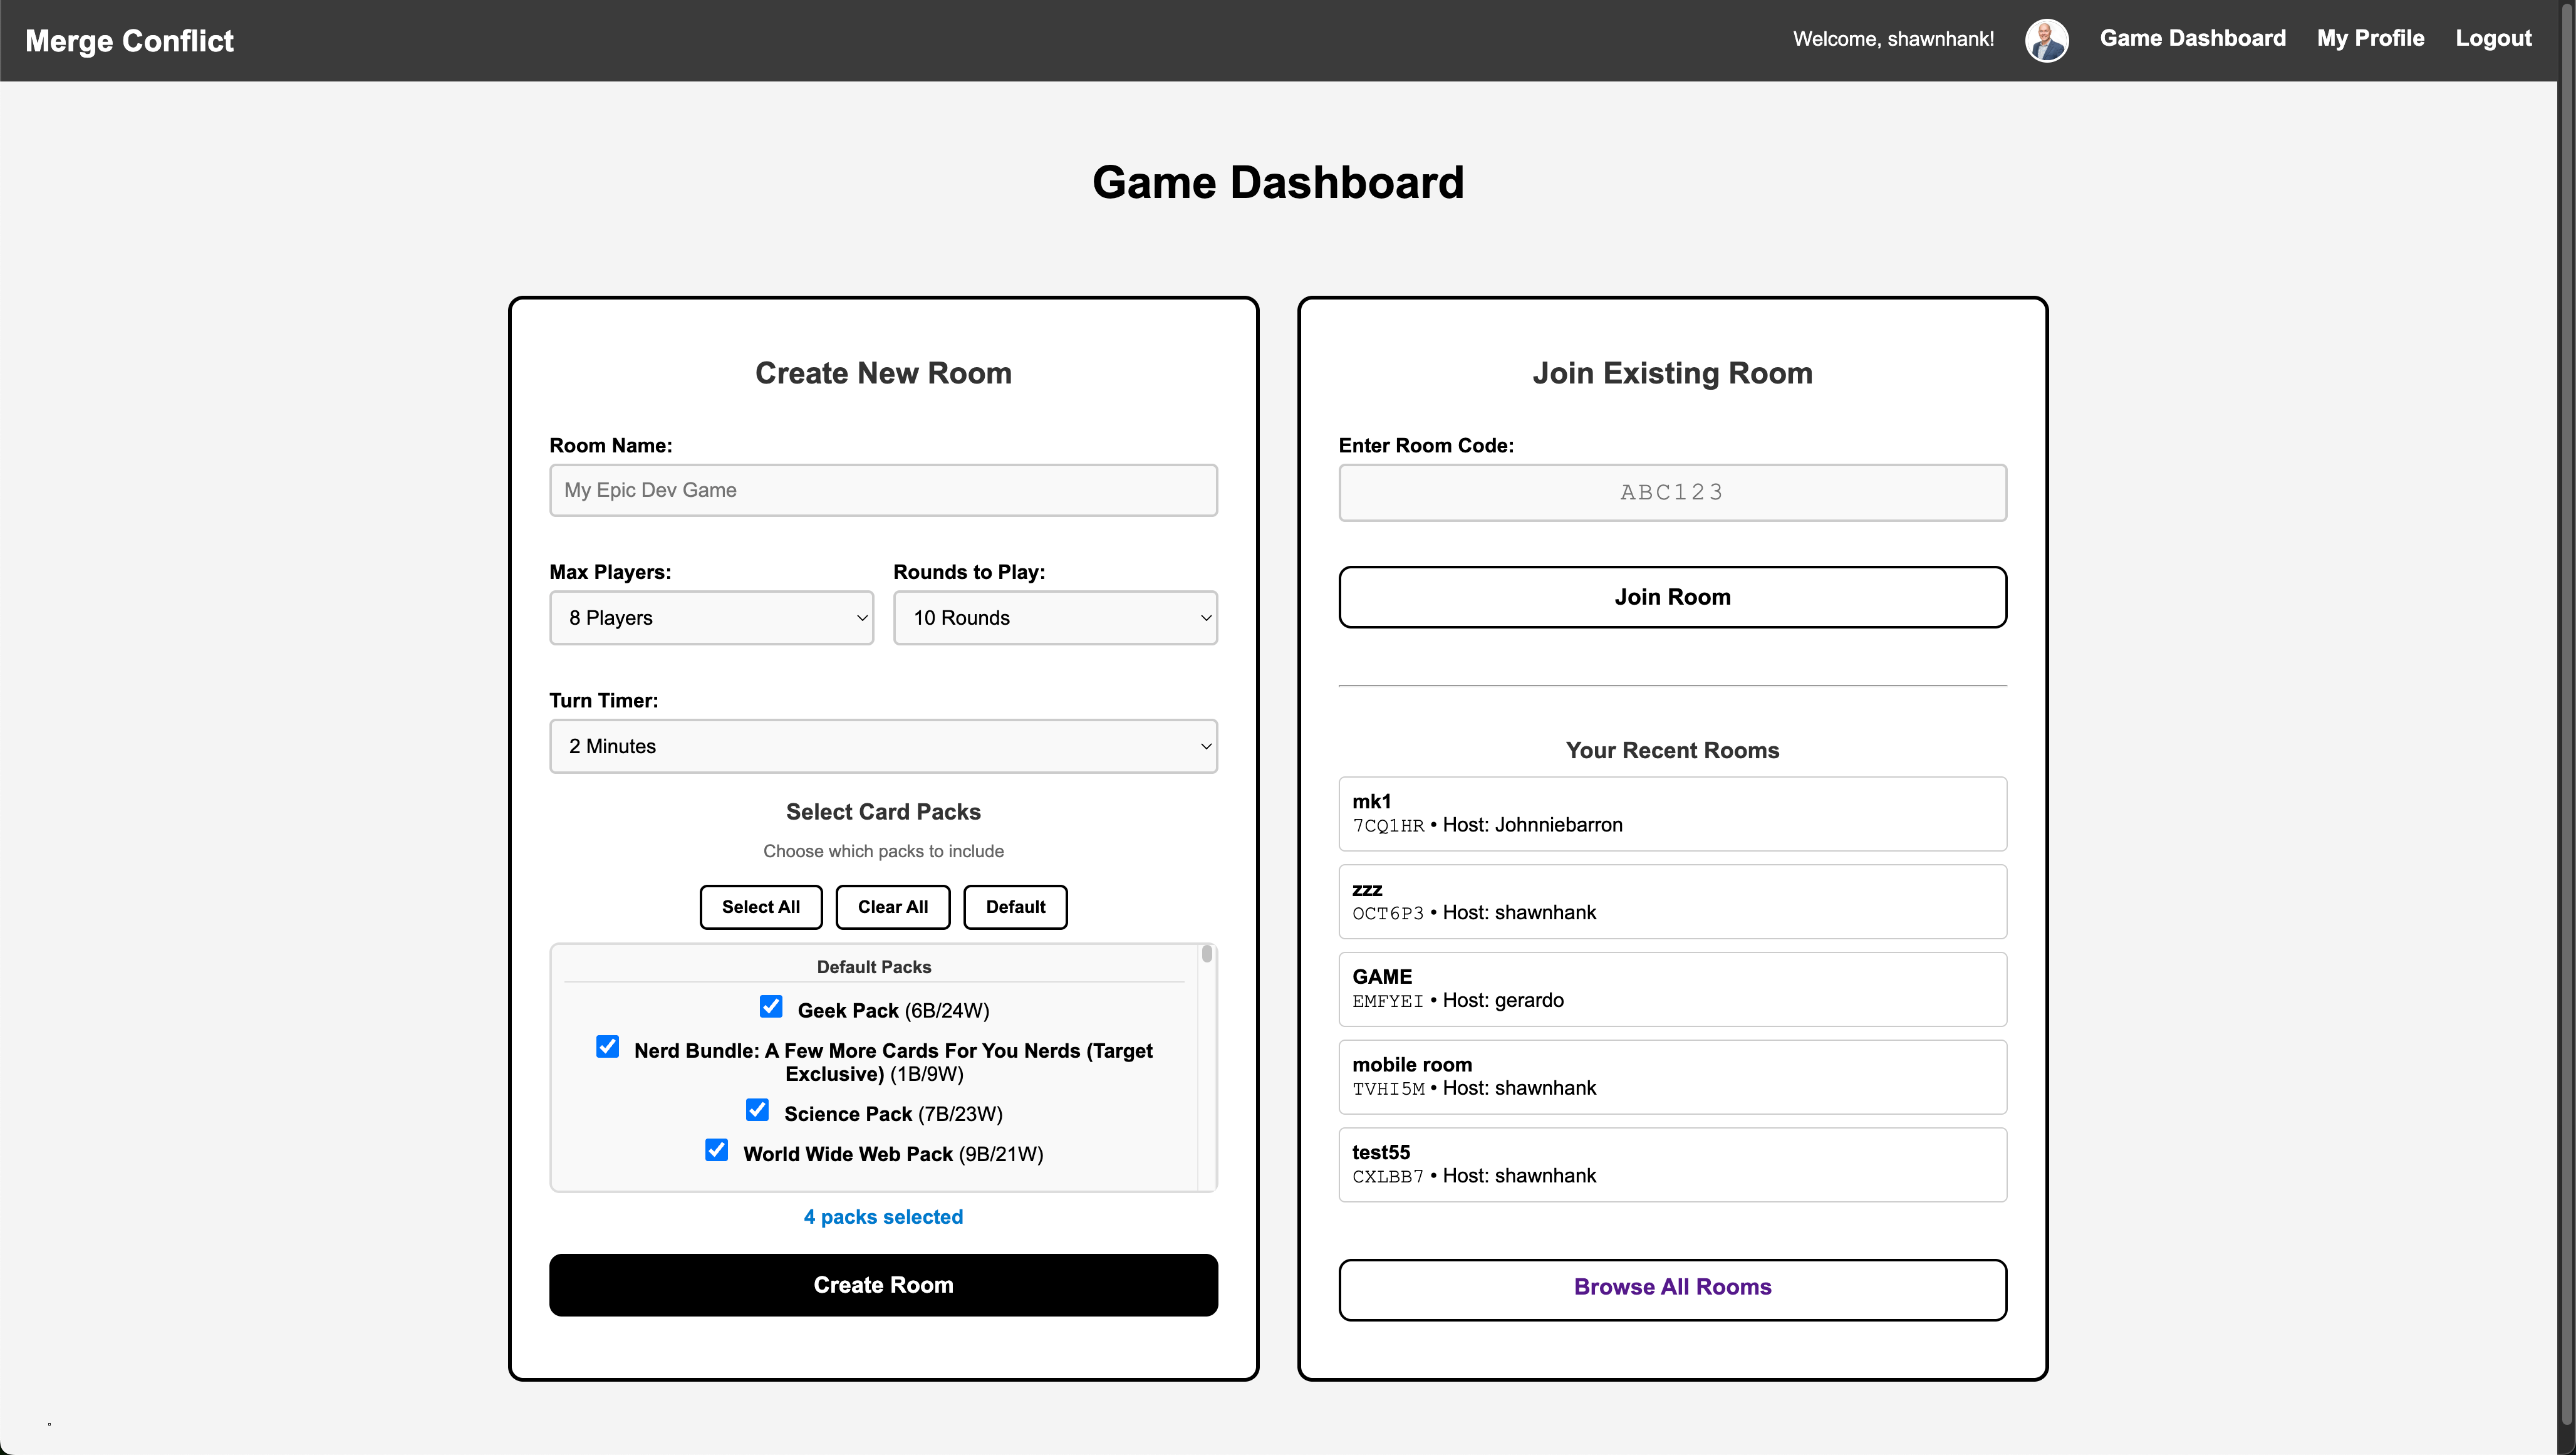 Merge Conflict
Welcome, shawnhank!
Game Dashboard
My Profile
Logout
Game Dashboard
Create New Room
Room Name:
My Epic Dev Game
Max Players:
Rounds to Play:
8 Players
10 Rounds
Turn Timer:
2 Minutes
Select Card Packs
Choose which packs to include
Select All
Clear All
Default
Default Packs
Geek Pack (6B/24W)
Nerd Bundle: A Few More Cards For You Nerds (Target
Exclusive) (1B/9W)
Science Pack (7B/23W)
World Wide Web Pack (9B/21W)
4 packs selected
Create Room
Join Existing Room
Enter Room Code:
ABC123
Join Room
Your Recent Rooms
mk1
7CQ1HR • Host: Johnniebarron
zzz
OCT6P3 • Host: shawnhank
GAME
EMFYEI • Host: gerardo
mobile room
TVHI5M • Host: shawnhank
test55
CXLBB7 • Host: shawnhank
Browse All Rooms